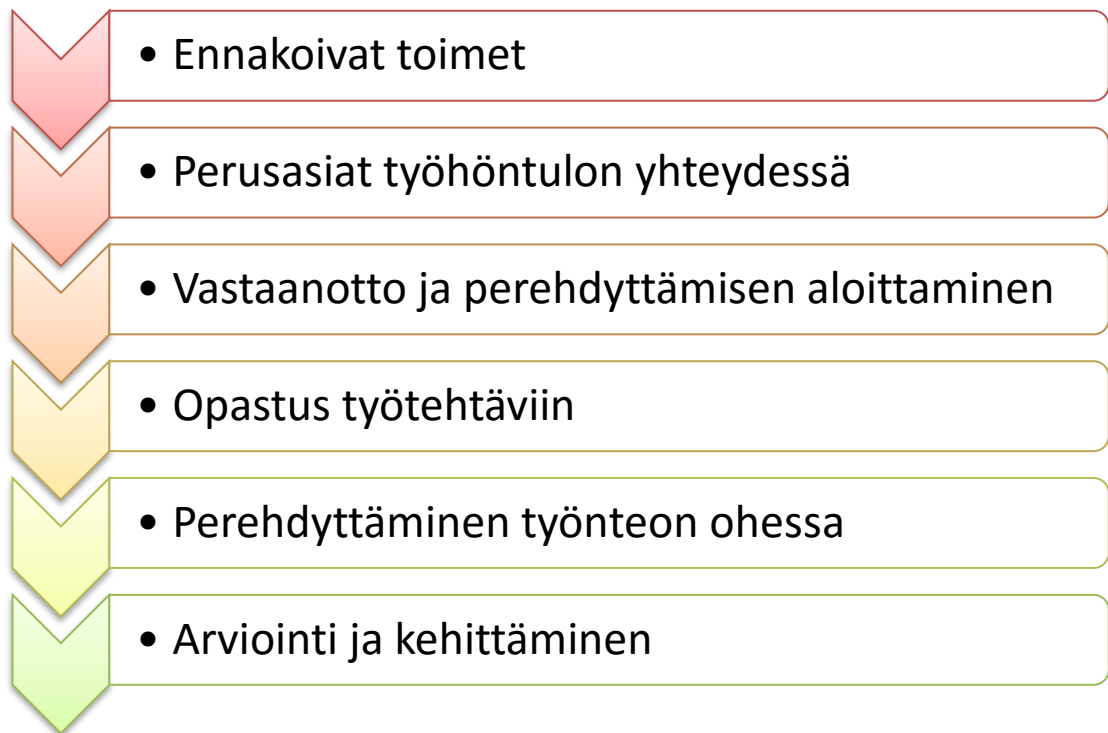 • Ennakoivat toimet
• Perusasiat työhöntulon yhteydessä
• Vastaanotto ja perehdyttämisen aloittaminen
• Opastus työtehtäviin
• Perehdyttäminen työnteon ohessa
• Arviointi ja kehittäminen